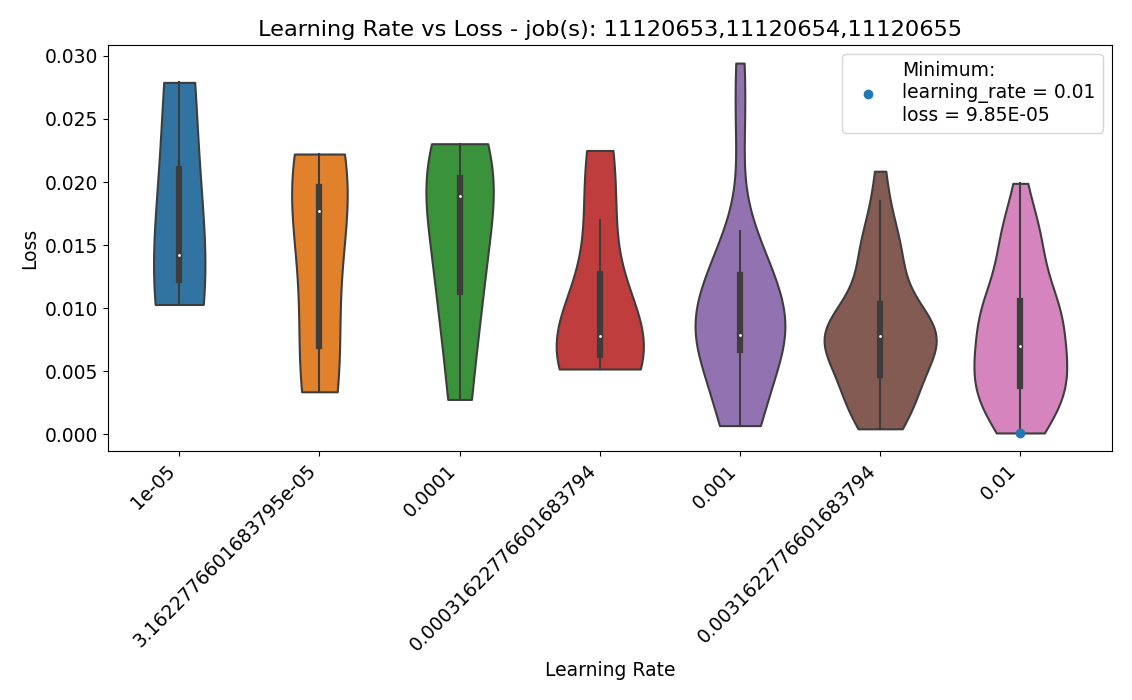 Learning Rate vs Loss - job(s): 11120653,11120654,11120655
Minimum:
learning_rate = 0.01
loss = 9.85E-05
Loss
0.030
0.025
0.020
0.015
0.010
0.005
0.000
1e-05
3.1622776601683795e-05
0.0001
0.00031622776601683794
0.001
0.0031622776601683794
0.01
Learning Rate